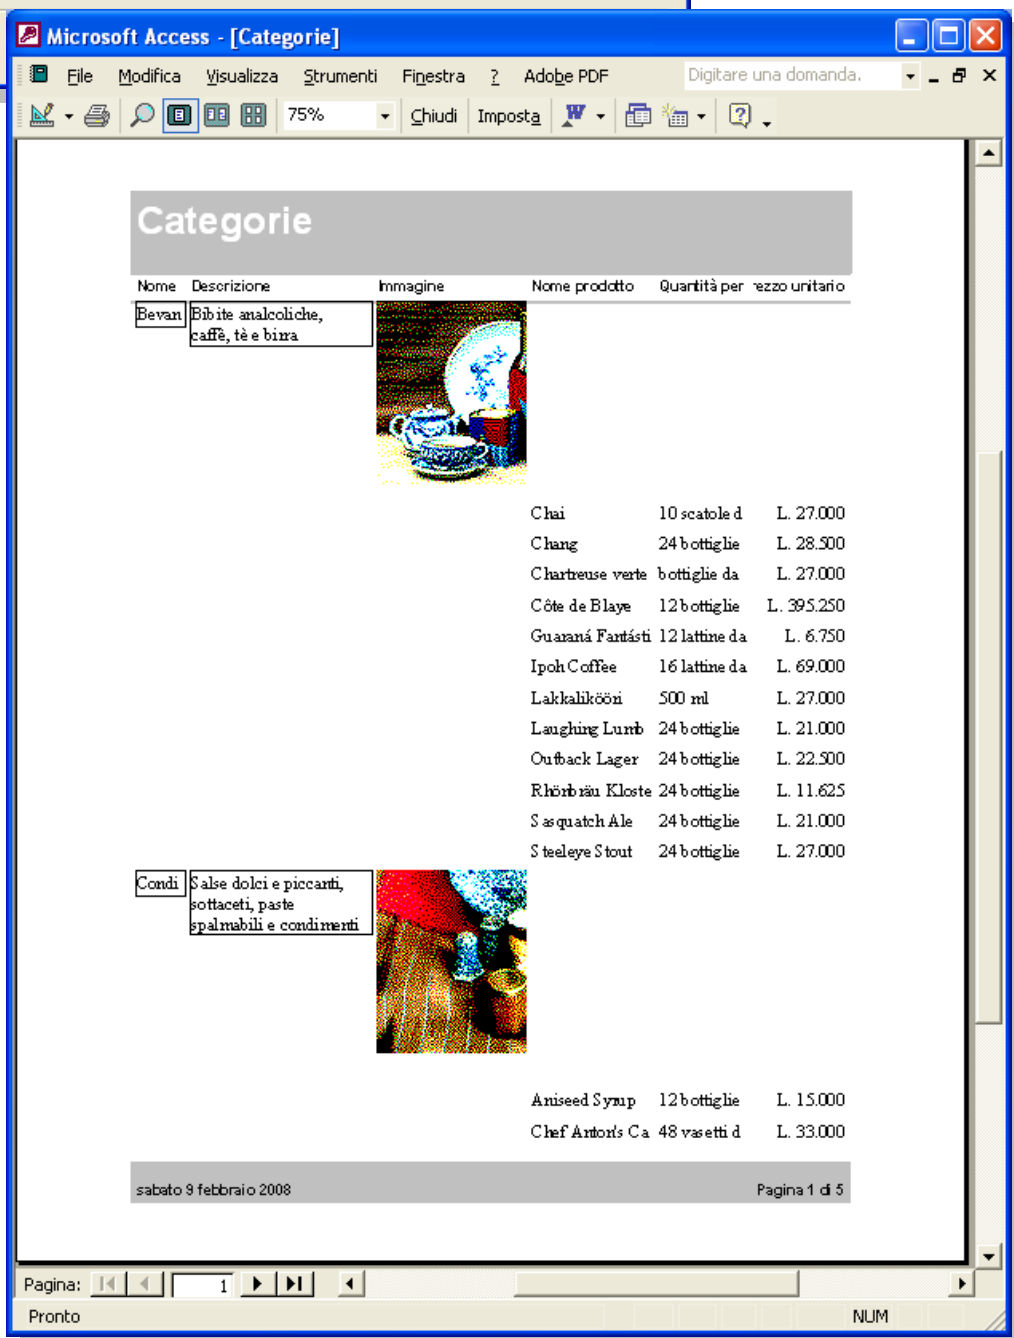 Microsoft Access - [Categorie]
File Modifica Visualizza Strumenti Finestra ? Adobe PDF Digitare una domanda.
75% Chiudi Imposta
Categorie
Nome Descrizione Immagine Nome prodotto Quantità per rezzo unitario
Bevan Bibite analcoliche,
caffè, tè e birra
Chai 10 scatole d L. 27.000
Chang 24 bottiglie L. 28.500
Chartreuse verte bottiglie da L. 27.000
Côte de Blaye 12 bottiglie L. 395.250
Guaraná Fantásti 12 lattine da L. 6.750
Ipoh Coffee 16 lattine da L. 69.000
Lakkalikööri 500 ml L. 27.000
Laughing Lumb 24 bottiglie L. 21.000
Outback Lager 24 bottiglie L. 22.500
Rhönbräu Kloste 24 bottiglie L. 11.625
Sasquatch Ale 24 bottiglie L. 21.000
Steeleye Stout 24 bottiglie L. 27.000
Condi Salse dolci e piccanti,
sottaceti, paste
spalmabili e condimenti
Aniseed Syrup 12 bottiglie L. 15.000
Chef Anton's Ca 48 vasetti d L. 33.000
sabato 9 febbraio 2008 Pagina 1 di 5
Pagina: 1
Pronto NUM